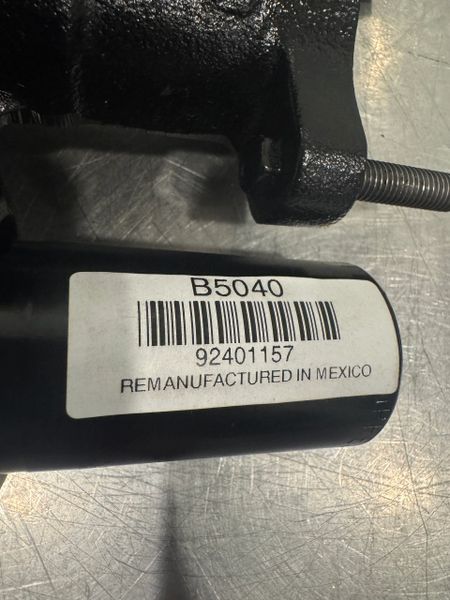 B5040
92401157
REMANUFACTURED IN MEXICO